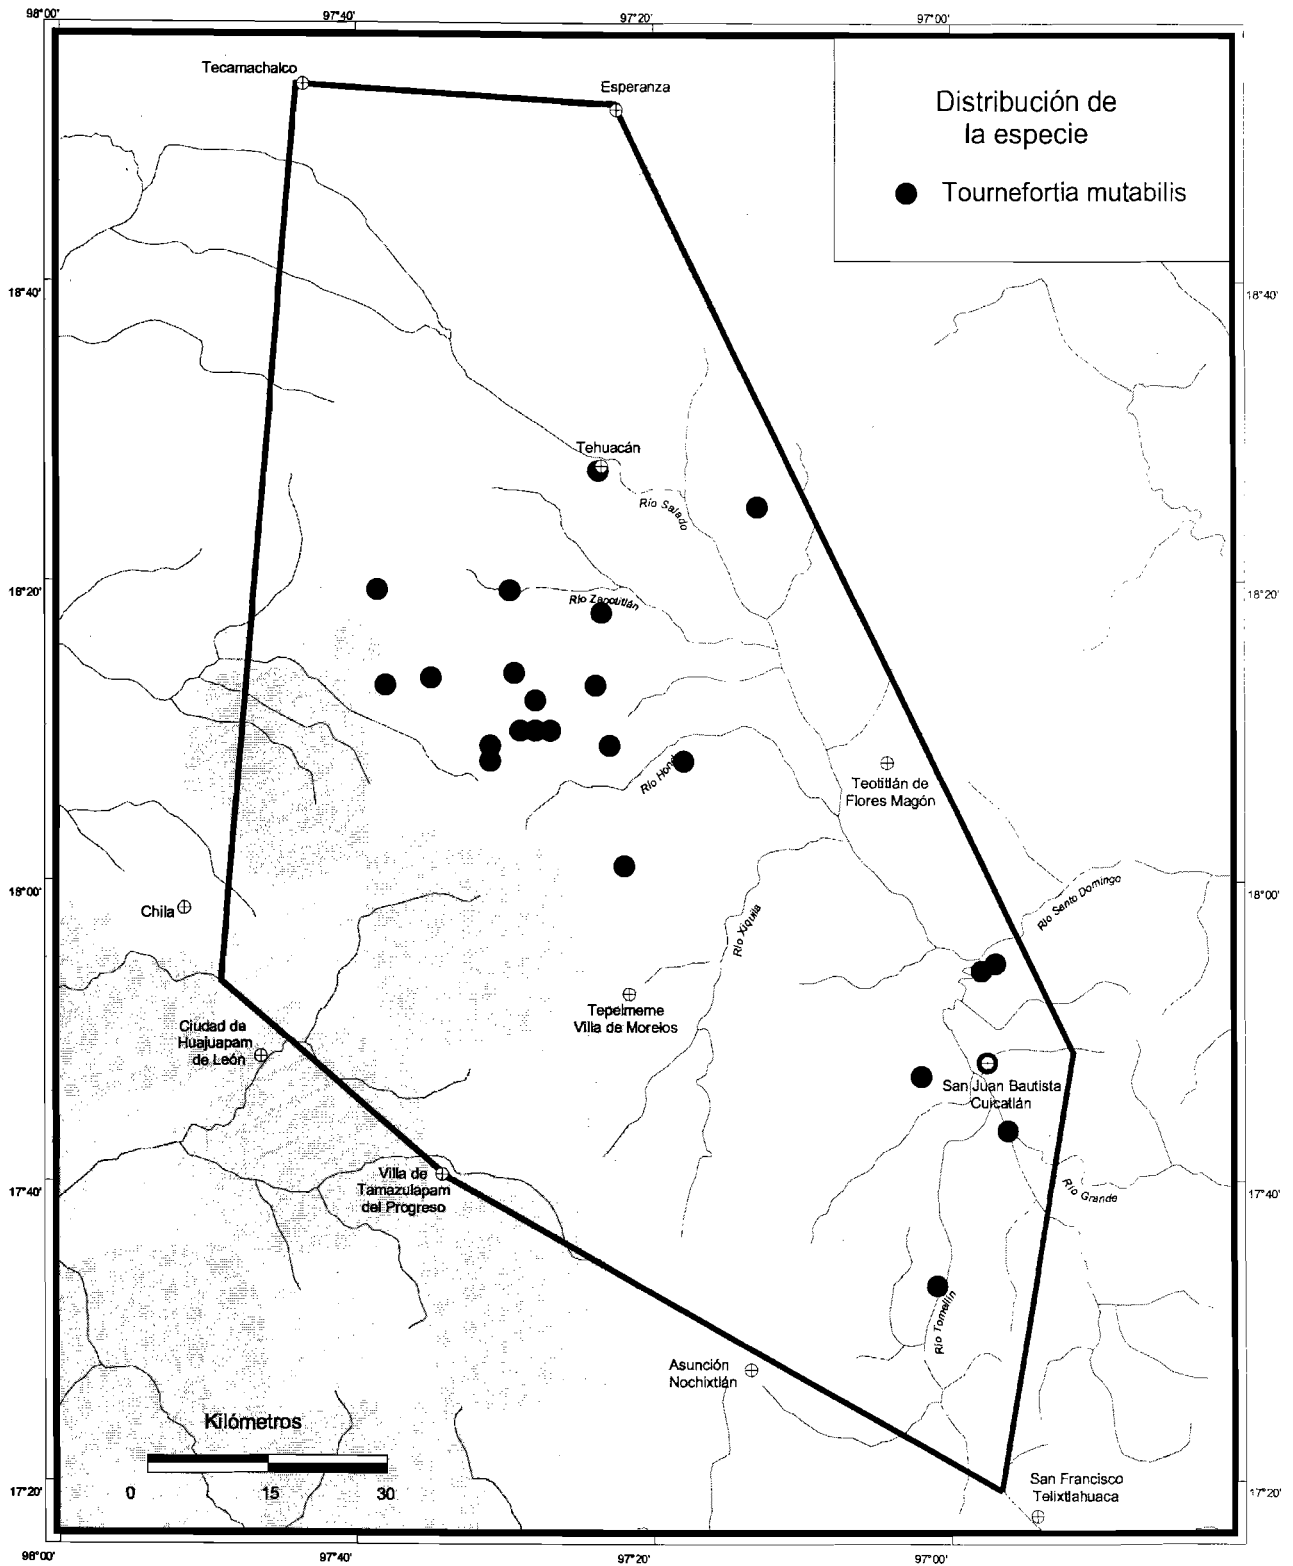 98°00'
97°40'
97°20'
97°00'
Tecamachalco
Esperanza
Distribución de
la especie
Tournefortia mutabilis
18°40'
18°40'
Tehuacán
Río Salado
18°20'
18°20'
Río Zapotitlán
Río Hondo
Teotitlán de
Flores Magón
18°00'
18°00'
Chila
Río Santo Domingo
Río Xiquila
Tepelmeme
Villa de Morelos
Ciudad de
Huajuapam
de León
San Juan Bautista
Cuicatlán
17°40'
17°40'
Villa de
Tamazulapam
del Progreso
Río Grande
Río Tomellín
Asunción
Nochixtlán
Kilómetros
0 15 30
17°20'
17°20'
San Francisco
Telixtlahuaca
98°00'
97°40'
97°20'
97°00'